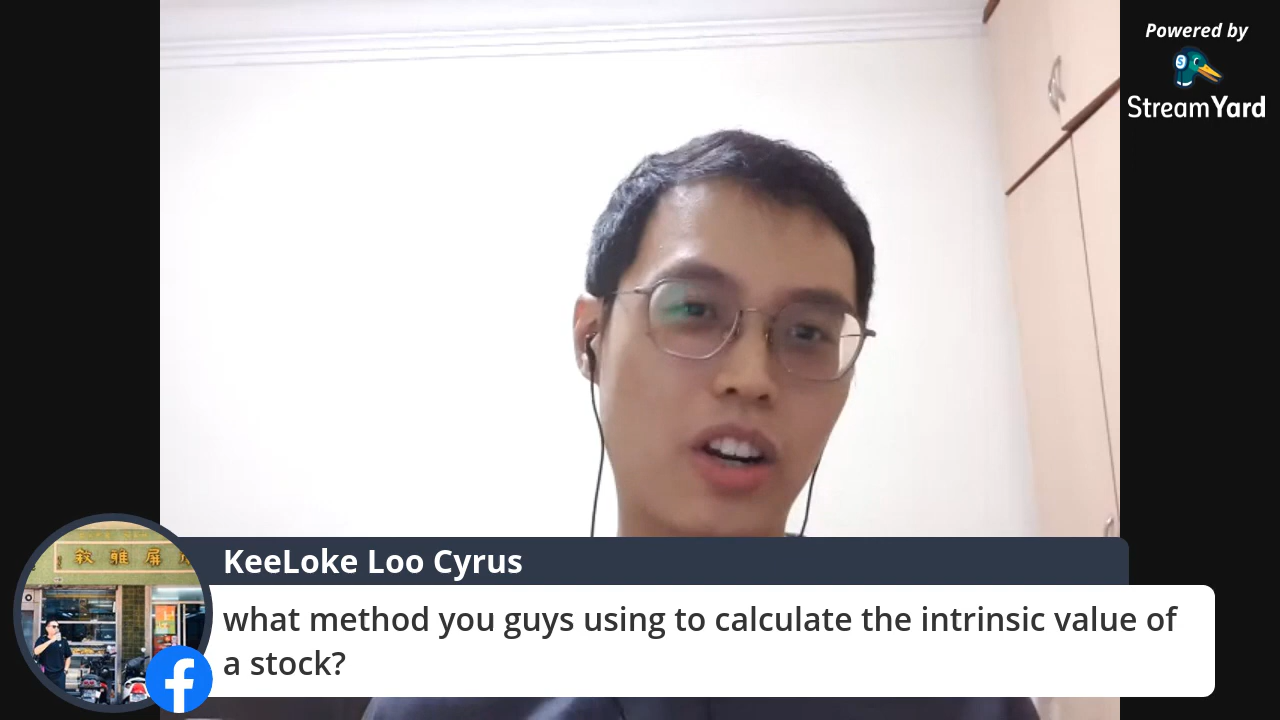 Powered by
StreamYard
KeeLoke Loo Cyrus
what method you guys using to calculate the intrinsic value of
a stock?